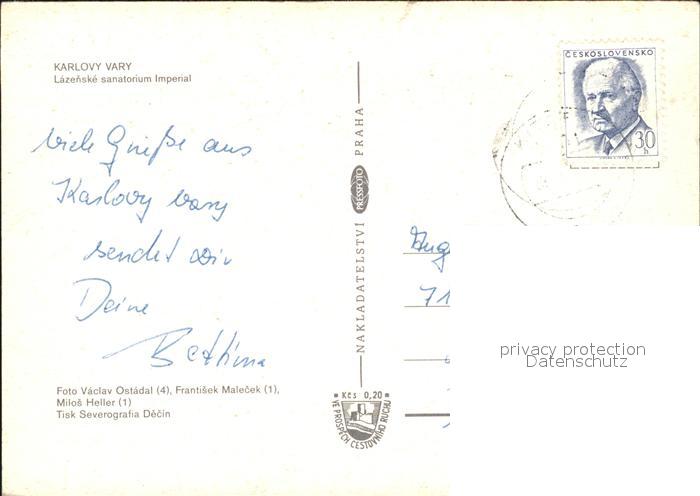 KARLOVY VARY
Lázeňské sanatorium Imperial
viele Grüße aus
Karlovy vary
sendet Dir
Deine
Bettina
Foto Václav Ostádal (4), František Maleček (1),
Miloš Heller (1)
Tisk Severografia Děčín
NAKLADATELSTVÍ PRESSFOTO PRAHA
Kčs 0,20
VE PROSPĚCH CESTOVNÍHO RUCHU
ČESKOSLOVENSKO
30
h
71
privacy protection
Datenschutz